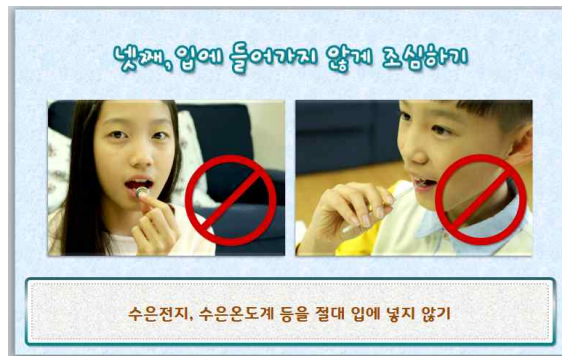 넷째, 입에 들어가지 않게 조심하기
수은전지, 수은온도계 등을 절대 입에 넣지 않기